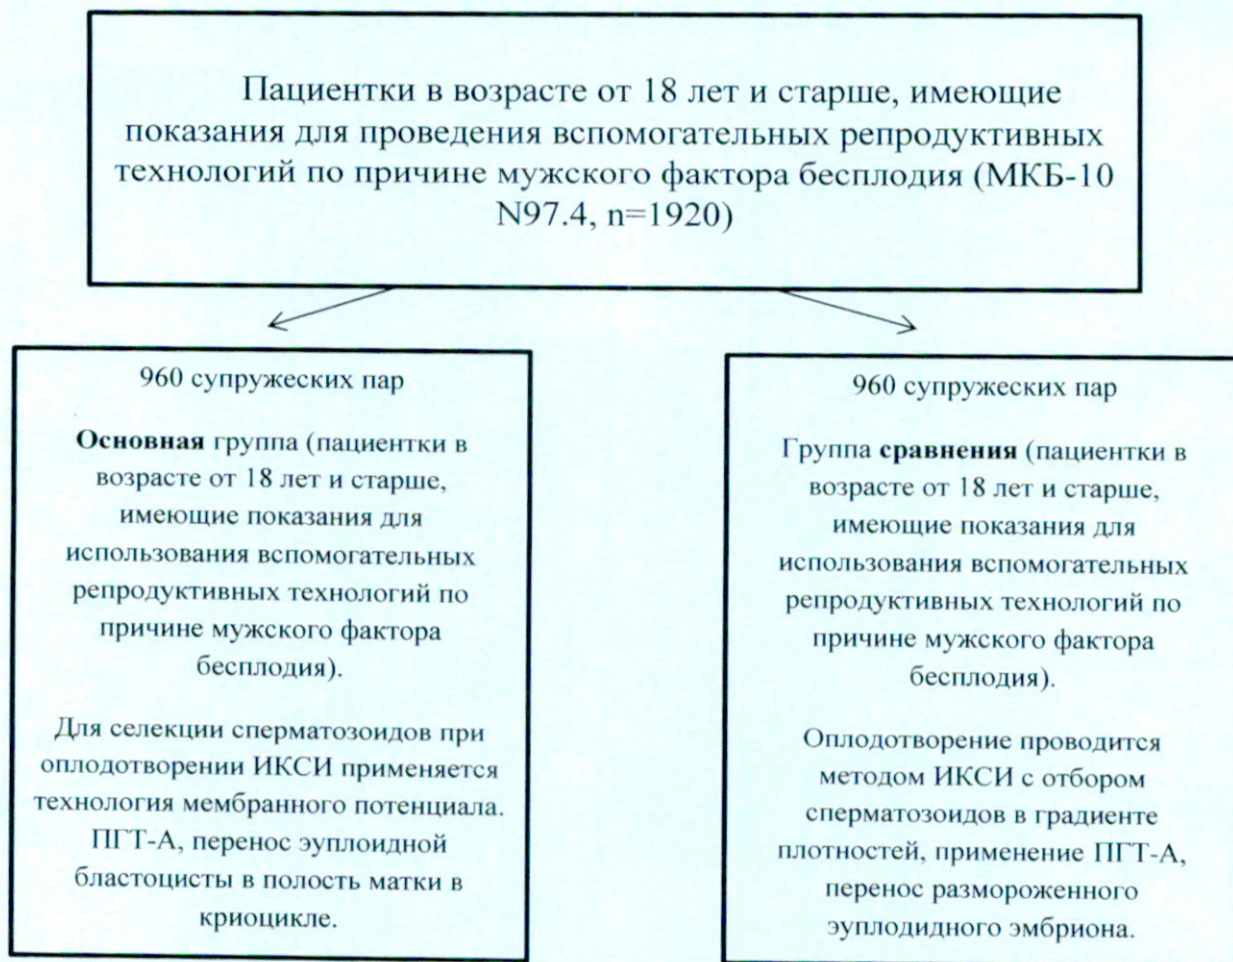 Пациентки в возрасте от 18 лет и старше, имеющие
показания для проведения вспомогательных репродуктивных
технологий по причине мужского фактора бесплодия (МКБ-10
N97.4, n=1920)
960 супружеских пар
Основная группа (пациентки в
возрасте от 18 лет и старше,
имеющие показания для
использования вспомогательных
репродуктивных технологий по
причине мужского фактора
бесплодия).
Для селекции сперматозоидов при
оплодотворении ИКСИ применяется
технология мембранного потенциала.
ПГТ-А, перенос эуплоидной
бластоцисты в полость матки в
криоцикле.
960 супружеских пар
Группа сравнения (пациентки в
возрасте от 18 лет и старше,
имеющие показания для
использования вспомогательных
репродуктивных технологий по
причине мужского фактора
бесплодия).
Оплодотворение проводится
методом ИКСИ с отбором
сперматозоидов в градиенте
плотностей, применение ПГТ-А,
перенос размороженного
эуплодидного эмбриона.